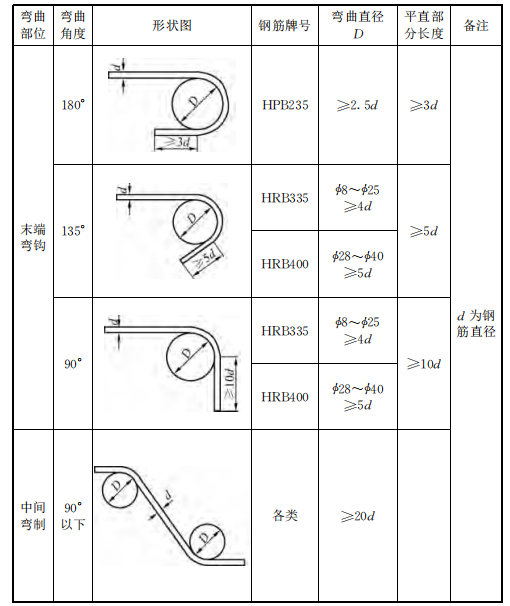 弯曲部位
弯曲角度
形状图
钢筋牌号
弯曲直径
D
平直部分长度
备注
末端弯钩
180°
d
D
≥3d
HPB235
≥2.5d
≥3d
135°
d
D
≥5d
HRB335
ϕ8～ϕ25
≥4d
HRB400
ϕ28～ϕ40
≥5d
≥5d
90°
d
D
≥10d
HRB335
ϕ8～ϕ25
≥4d
HRB400
ϕ28～ϕ40
≥5d
≥10d
d 为钢筋直径
中间弯制
90°
以下
D
d
D
各类
≥20d